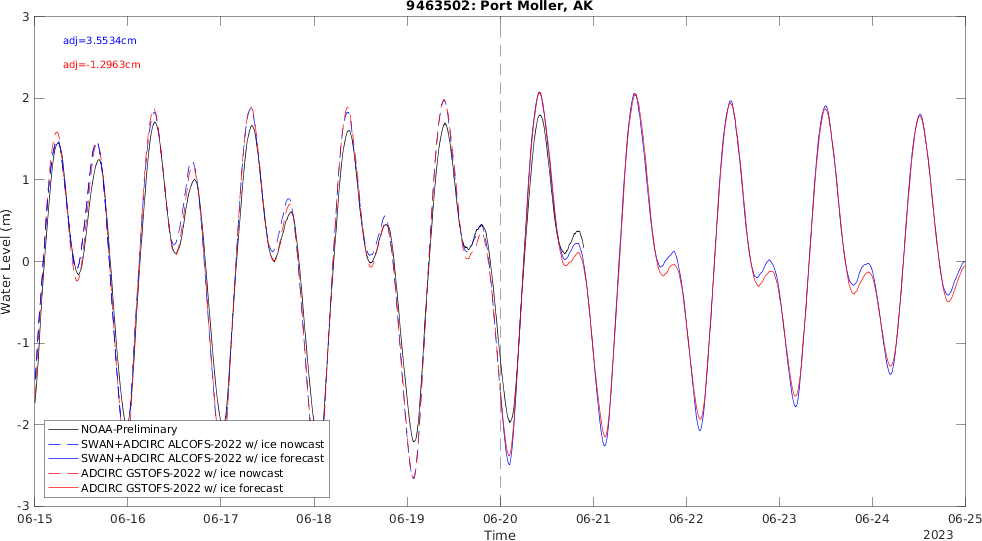 9463502: Port Moller, AK
adj=3.5534cm
adj=-1.2963cm
Water Level (m)
3
2
1
0
-1
-2
-3
NOAA-Preliminary
SWAN+ADCIRC ALCOFS-2022 w/ ice nowcast
SWAN+ADCIRC ALCOFS-2022 w/ ice forecast
ADCIRC GSTOFS-2022 w/ ice nowcast
ADCIRC GSTOFS-2022 w/ ice forecast
06-15 06-16 06-17 06-18 06-19 06-20 06-21 06-22 06-23 06-24 06-25
Time
2023